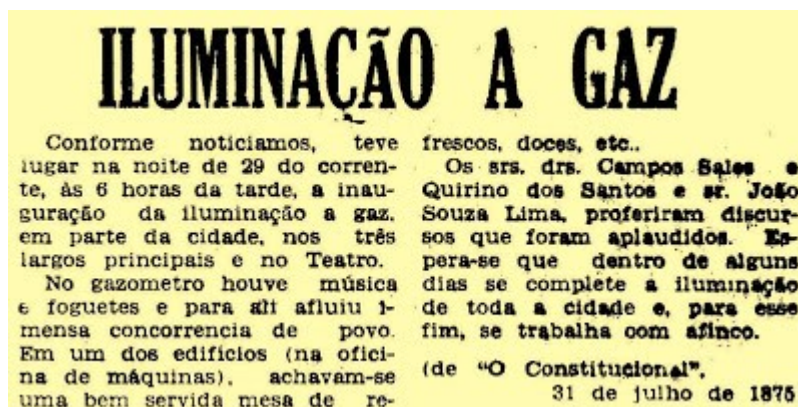 ILUMINAÇÃO A GAZ
Conforme noticiamos, teve
lugar na noite de 29 do corren-
te, às 6 horas da tarde, a inau-
guração da iluminação a gaz.
em parte da cidade, nos três
largos principais e no Teatro.
No gazometro houve música
e foguetes e para ali afluiu i-
mensa concorrencia de povo.
Em um dos edifícios (na ofici-
na de máquinas), achavam-se
uma bem servida mesa de re-
frescos, doces, etc..
Os srs. drs. Campos Sales e
Quirino dos Santos e sr. João
Souza Lima, proferiram discur-
sos que foram aplaudidos. Es-
pera-se que dentro de alguns
dias se complete a iluminação
de toda a cidade e, para esse
fim, se trabalha com afinco.
(de "O Constitucional",
31 de julho de 1875